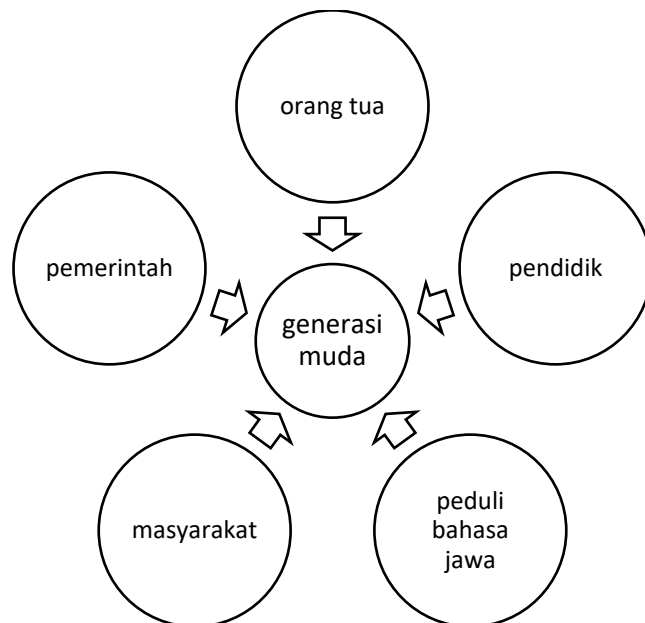 orang tua
pemerintah
pendidik
generasi
muda
masyarakat
peduli
bahasa
jawa